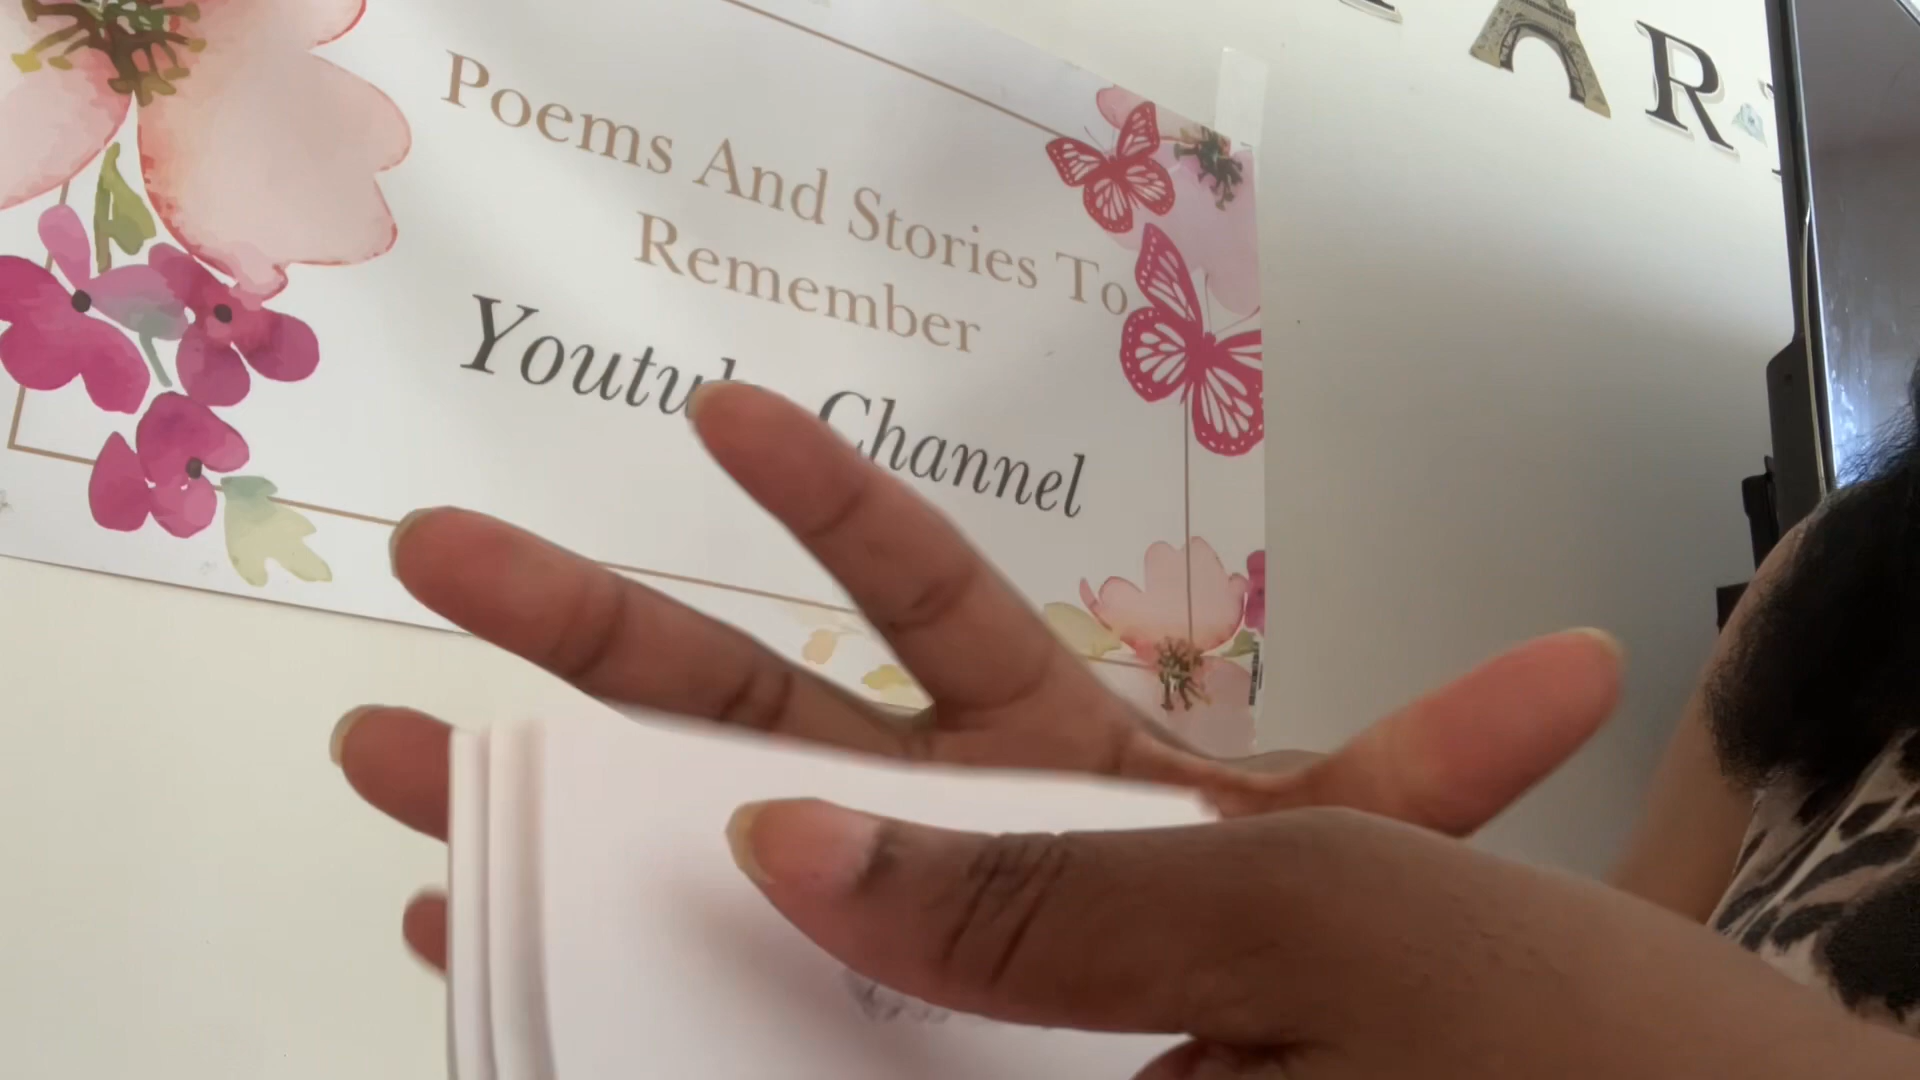 Poems And Stories To
Remember
Channel
R